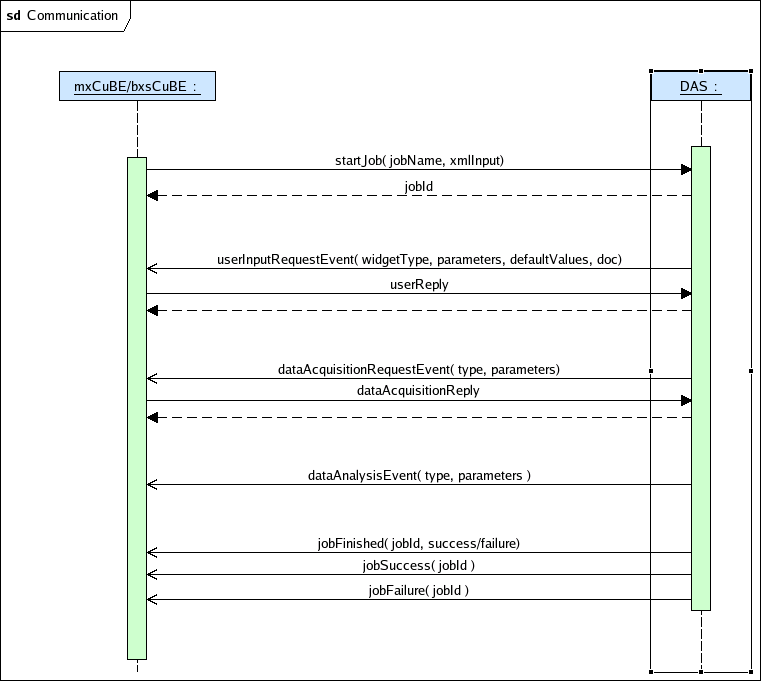 sd Communication
mxCuBE/bxsCuBE :
DAS :
startJob( jobName, xmlInput)
jobId
userInputRequestEvent( widgetType, parameters, defaultValues, doc)
userReply
dataAcquisitionRequestEvent( type, parameters)
dataAcquisitionReply
dataAnalysisEvent( type, parameters )
jobFinished( jobId, success/failure)
jobSuccess( jobId )
jobFailure( jobId )